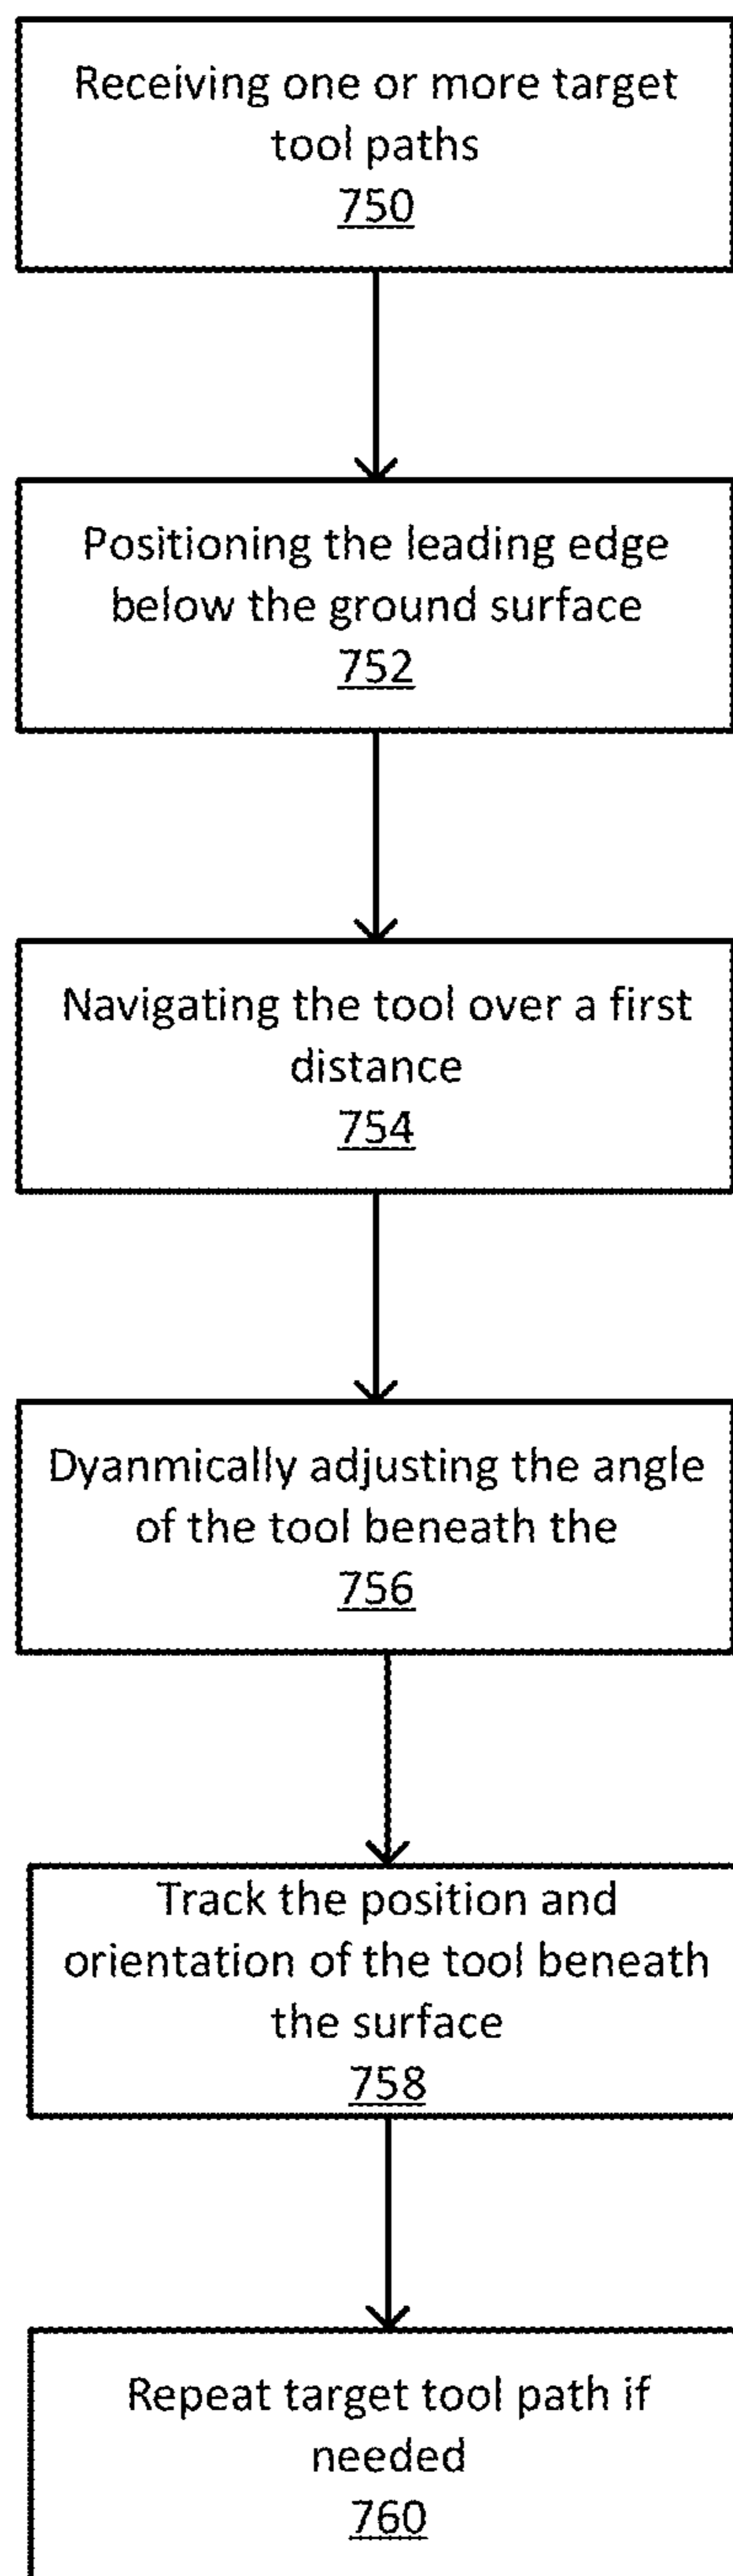 Receiving one or more target
tool paths
750
Positioning the leading edge
below the ground surface
752
Navigating the tool over a first
distance
754
Dyanmically adjusting the angle
of the tool beneath the
756
Track the position and
orientation of the tool beneath
the surface
758
Repeat target tool path if
needed
760